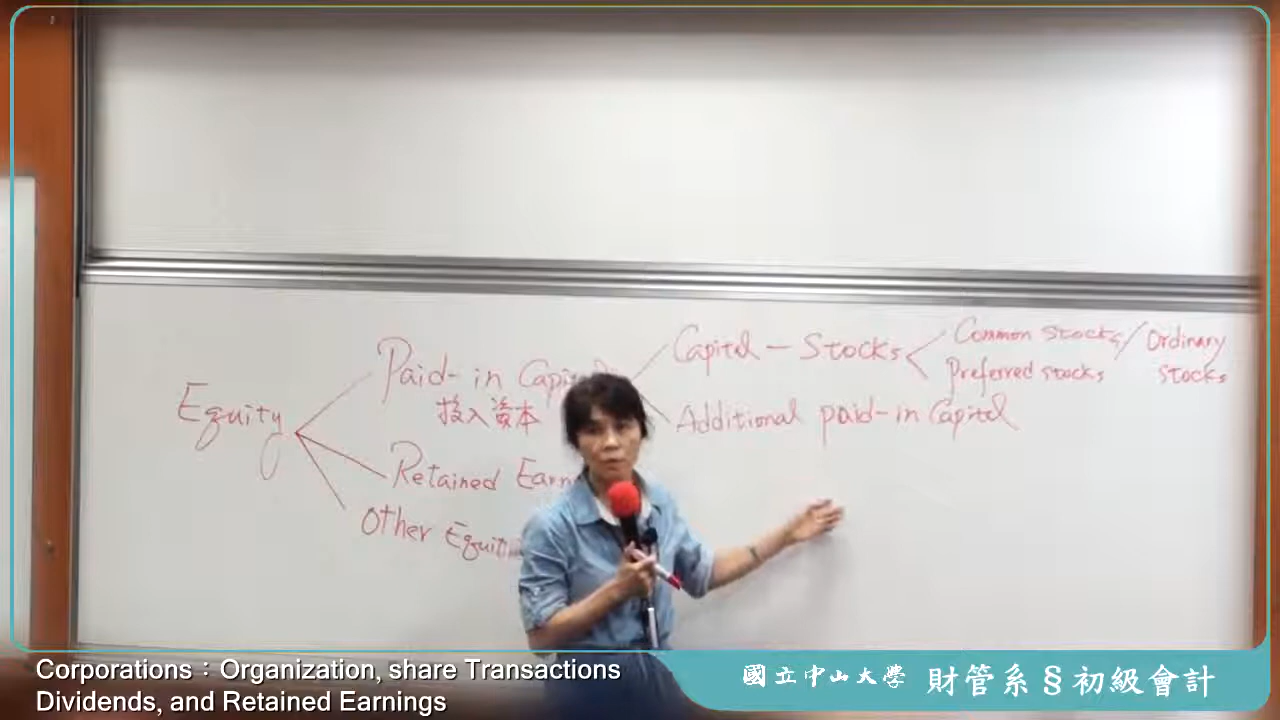 Equity
Paid-in Capital
投入資本
Retained Earn
Other Equit
Capital - Stocks
Common stocks / Ordinary stocks
Preferred stocks
Additional paid-in Capital
Corporations：Organization, share Transactions
Dividends, and Retained Earnings
國立中山大學 財管系§初級會計